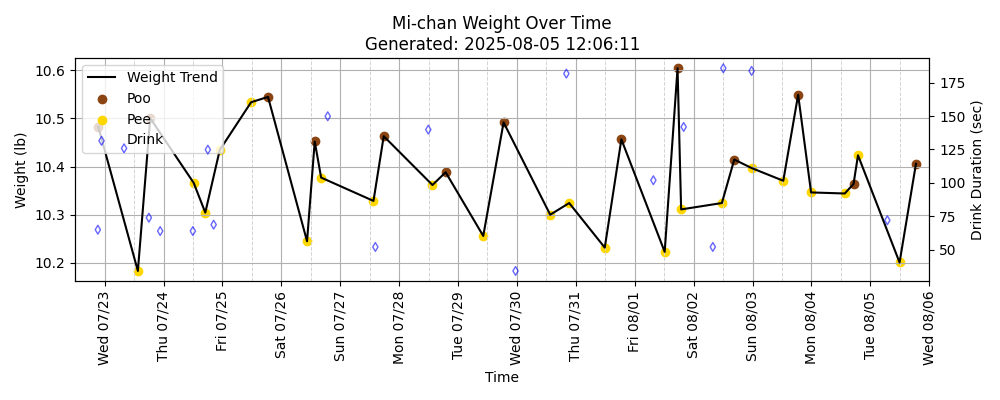 Mi-chan Weight Over Time
Generated: 2025-08-05 12:06:11
Weight Trend
Poo
Pee
Drink
Weight (lb)
10.6
10.5
10.4
10.3
10.2
Drink Duration (sec)
175
150
125
100
75
50
Wed 07/23
Thu 07/24
Fri 07/25
Sat 07/26
Sun 07/27
Mon 07/28
Tue 07/29
Wed 07/30
Thu 07/31
Fri 08/01
Sat 08/02
Sun 08/03
Mon 08/04
Tue 08/05
Wed 08/06
Time